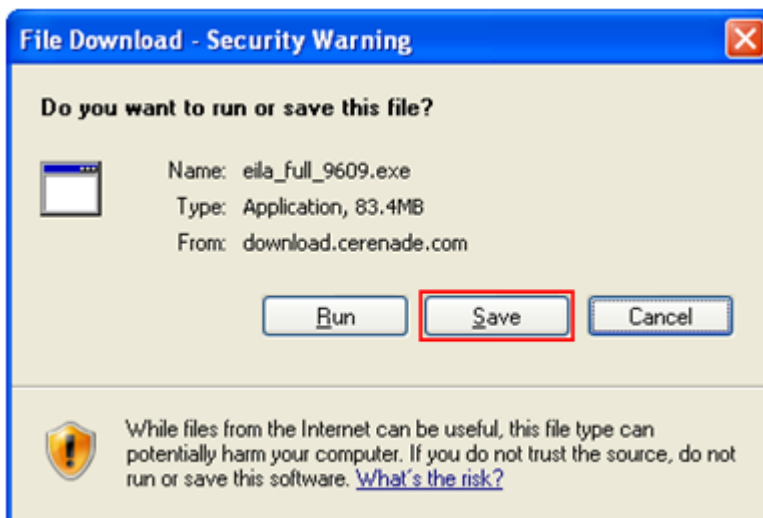 File Download - Security Warning
Do you want to run or save this file?
Name: eila_full_9609.exe
Type: Application, 83.4MB
From: download.cerenade.com
Run Save Cancel
While files from the Internet can be useful, this file type can
potentially harm your computer. If you do not trust the source, do not
run or save this software. What's the risk?